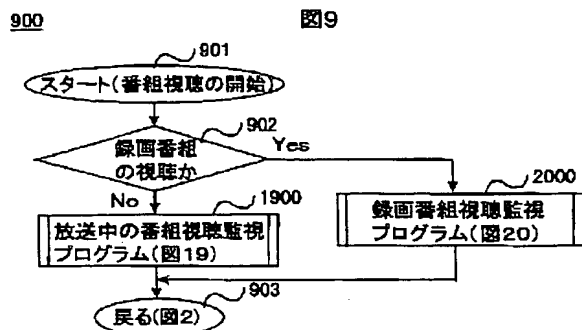 900
図9
901
スタート(番組視聴の開始)
902
録画番組
の視聴か
Yes
No
1900
放送中の番組視聴監視
プログラム(図19)
2000
録画番組視聴監視
プログラム(図20)
903
戻る(図2)